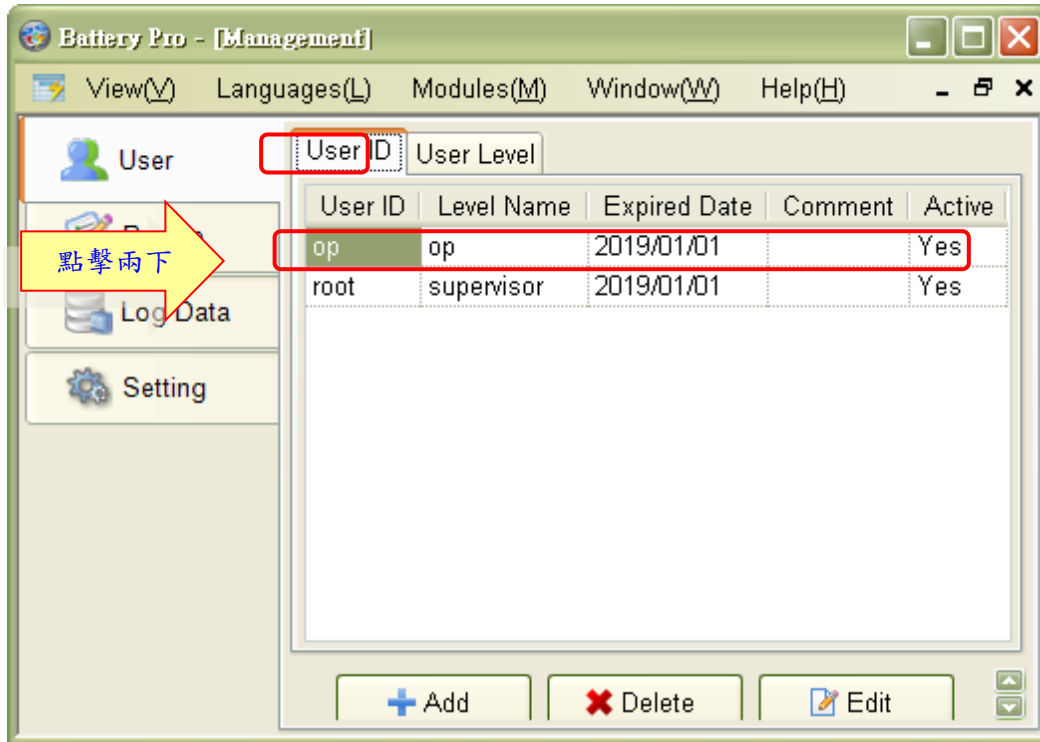 Battery Pro - [Management]
View(V) Languages(L) Modules(M) Window(W) Help(H)
User
Log Data
Setting
點擊兩下
User ID User Level
User ID Level Name Expired Date Comment Active
op op 2019/01/01 Yes
root supervisor 2019/01/01 Yes
Add Delete Edit